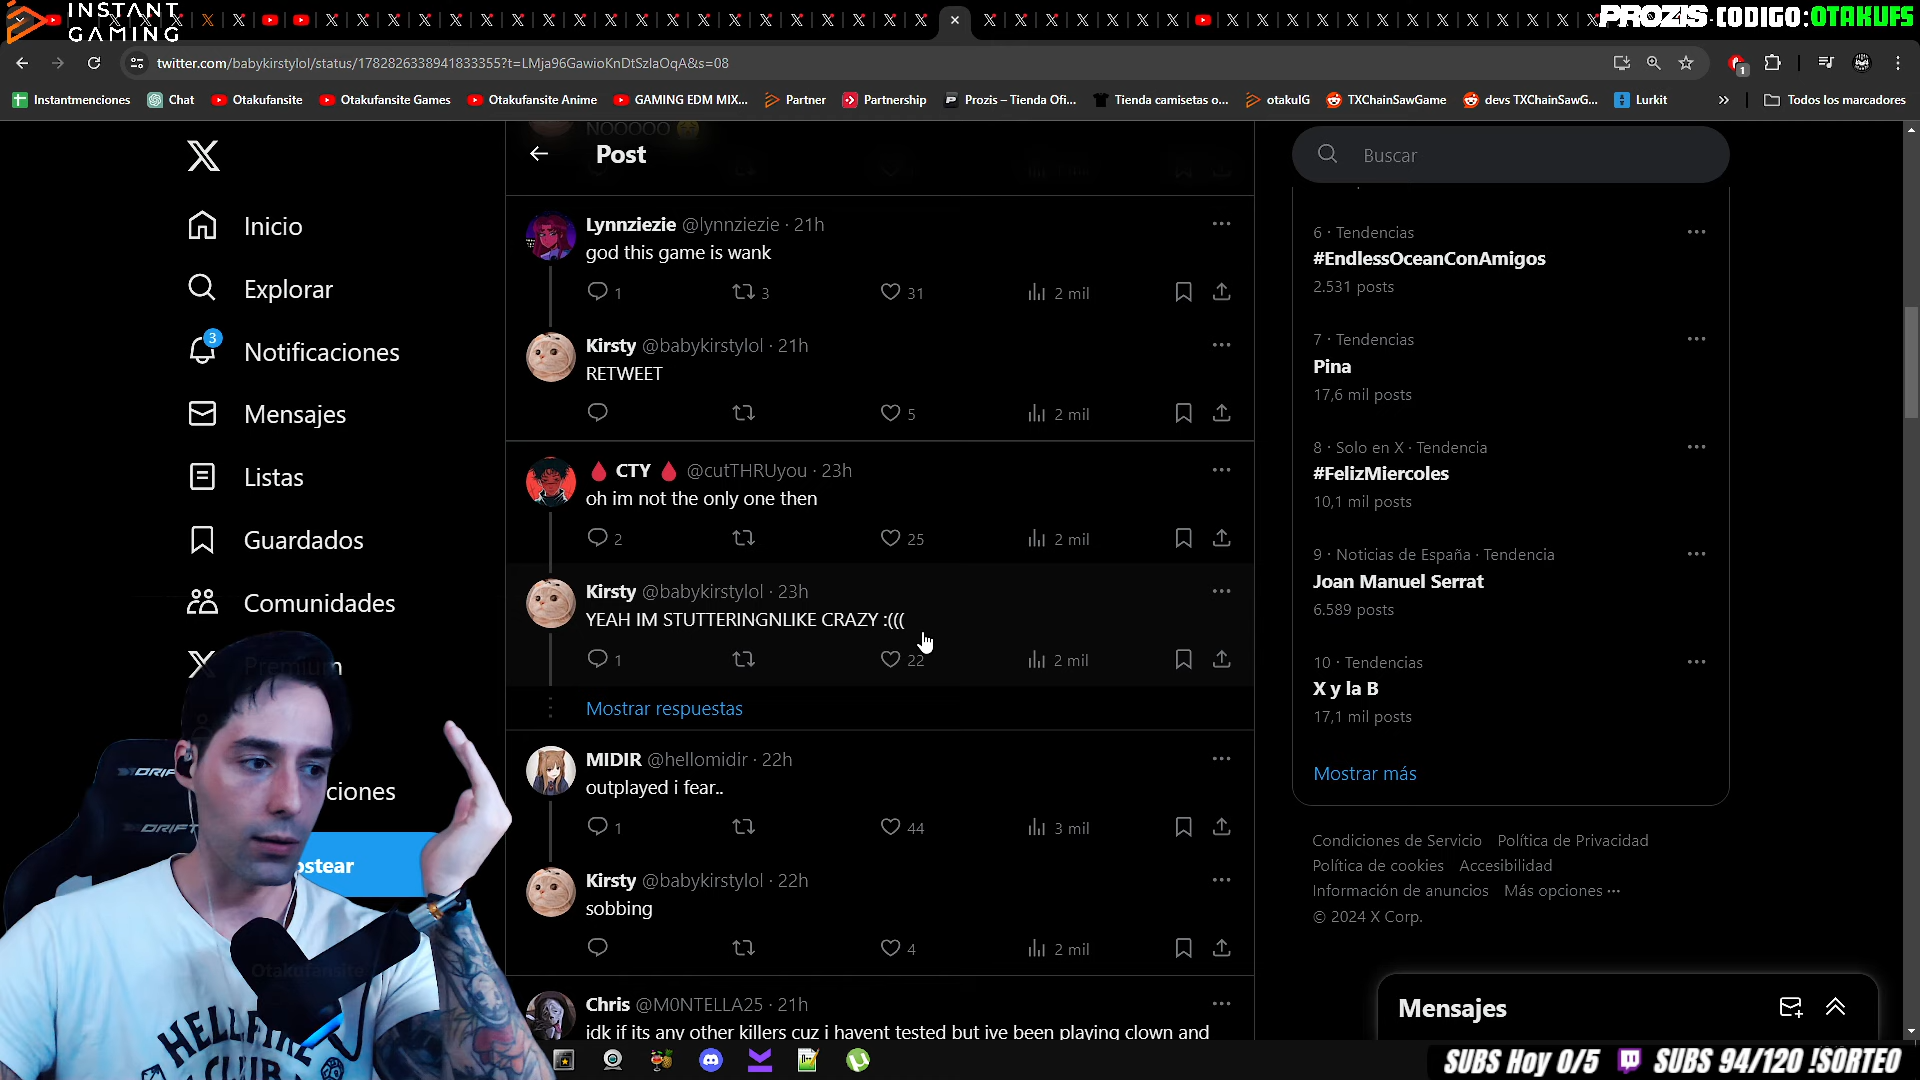 INSTANT
GAMING
PROZIS CODIGO:OTAKUFS
twitter.com/babykirstylol/status/1782826338941833355?t=LMja96GawioKnDtSzlaOqA&s=08
1
Instantmenciones
Chat
Otakufansite
Otakufansite Games
Otakufansite Anime
GAMING EDM MIX...
Partner
Partnership
Prozis – Tienda Ofi...
Tienda camisetas o...
otakuIG
TXChainSawGame
devs TXChainSawG...
Lurkit
»
Todos los marcadores
Inicio
Explorar
3
Notificaciones
Mensajes
Listas
Guardados
Comunidades
Premium
ciones
ostear
Otakufansite
HELLFIRE
CLUB
DRIFT
NOOOOO
Post
Lynnziezie @lynnziezie · 21h
god this game is wank
1 3 31 2 mil
Kirsty @babykirstylol · 21h
RETWEET
5 2 mil
CTY @cutTHRUyou · 23h
oh im not the only one then
2 25 2 mil
Kirsty @babykirstylol · 23h
YEAH IM STUTTERINGNLIKE CRAZY :(((
1 22 2 mil
Mostrar respuestas
MIDIR @hellomidir · 22h
outplayed i fear..
1 44 3 mil
Kirsty @babykirstylol · 22h
sobbing
4 2 mil
Chris @M0NTELLA25 · 21h
idk if its any other killers cuz i havent tested but ive been playing clown and
Buscar
6 · Tendencias
#EndlessOceanConAmigos
2.531 posts
7 · Tendencias
Pina
17,6 mil posts
8 · Solo en X · Tendencia
#FelizMiercoles
10,1 mil posts
9 · Noticias de España · Tendencia
Joan Manuel Serrat
6.589 posts
10 · Tendencias
X y la B
17,1 mil posts
Mostrar más
Condiciones de Servicio Política de Privacidad
Política de cookies Accesibilidad
Información de anuncios Más opciones ···
© 2024 X Corp.
Mensajes
SUBS Hoy 0/5 SUBS 94/120 !SORTEO